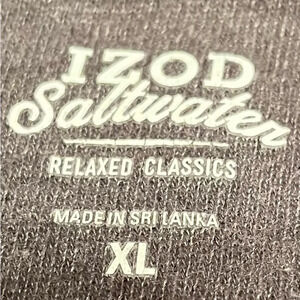 IZOD
Saltwater
RELAXED CLASSICS
MADE IN SRI LANKA
XL